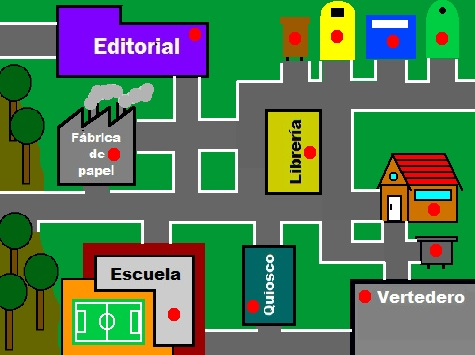 Editorial
Fábrica
de
papel
Librería
Escuela
Quiosco
Vertedero